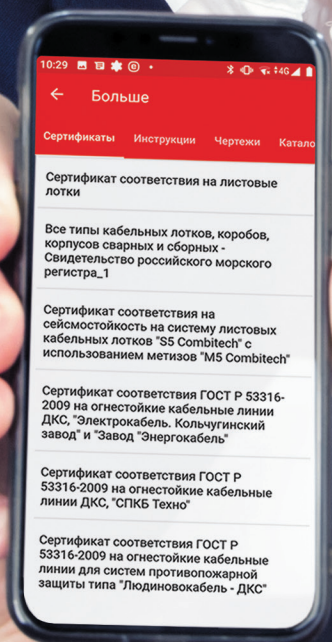 10:29
4G
Больше
Сертификаты Инструкции Чертежи Катало
Сертификат соответствия на листовые
лотки
Все типы кабельных лотков, коробов,
корпусов сварных и сборных -
Свидетельство российского морского
регистра_1
Сертификат соответствия на
сейсмостойкость на систему листовых
кабельных лотков "S5 Combitech" с
использованием метизов "M5 Combitech"
Сертификат соответствия ГОСТ Р 53316-
2009 на огнестойкие кабельные линии
ДКС, "Электрокабель. Кольчугинский
завод" и "Завод "Энергокабель"
Сертификат соответствия ГОСТ Р
53316-2009 на огнестойкие кабельные
линии ДКС, "СПКБ Техно"
Сертификат соответствия ГОСТ Р
53316-2009 на огнестойкие кабельные
линии для систем противопожарной
защиты типа "Людиновокабель - ДКС"